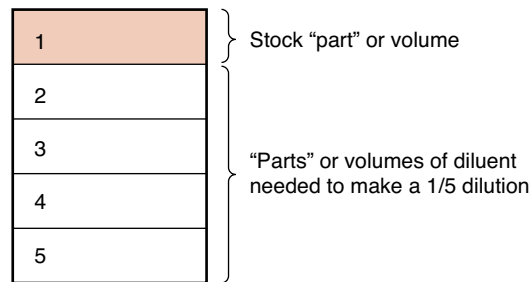 1
Stock “part” or volume
2
3
“Parts” or volumes of diluent
needed to make a 1/5 dilution
4
5